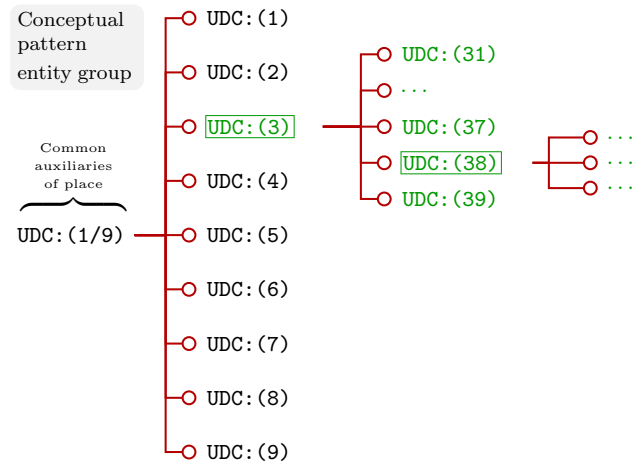 Conceptual
pattern
entity group
Common
auxiliaries
of place
UDC:(1/9)
UDC:(1)
UDC:(2)
UDC:(3)
UDC:(4)
UDC:(5)
UDC:(6)
UDC:(7)
UDC:(8)
UDC:(9)
UDC:(31)
...
UDC:(37)
UDC:(38)
UDC:(39)
...
...
...